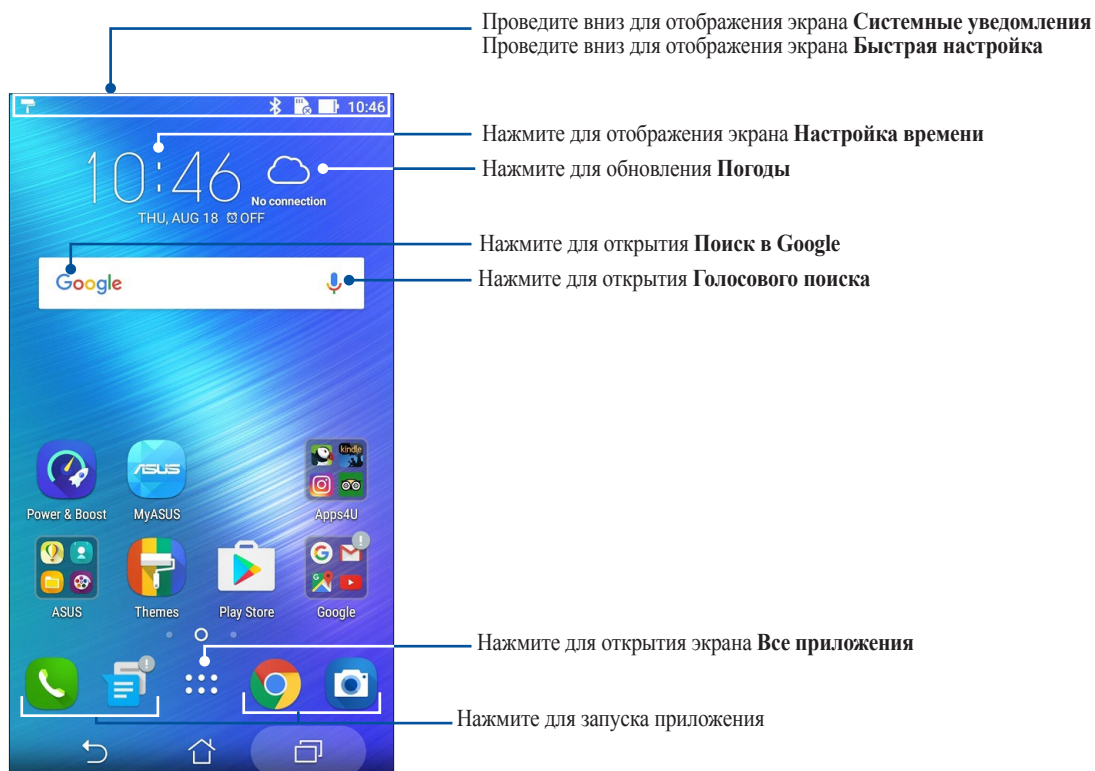 Проведите вниз для отображения экрана Системные уведомления
Проведите вниз для отображения экрана Быстрая настройка
10:46
Нажмите для отображения экрана Настройка времени
10:46
Нажмите для обновления Погоды
No connection
THU, AUG 18 OFF
Нажмите для открытия Поиск в Google
Google
Нажмите для открытия Голосового поиска
kindle
ASUS
Power & Boost MyASUS Apps4U
G
ASUS Themes Play Store Google
Нажмите для открытия экрана Все приложения
Нажмите для запуска приложения